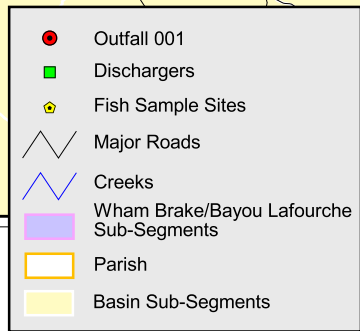 Outfall 001
Dischargers
Fish Sample Sites
Major Roads
Creeks
Wham Brake/Bayou Lafourche
Sub-Segments
Parish
Basin Sub-Segments